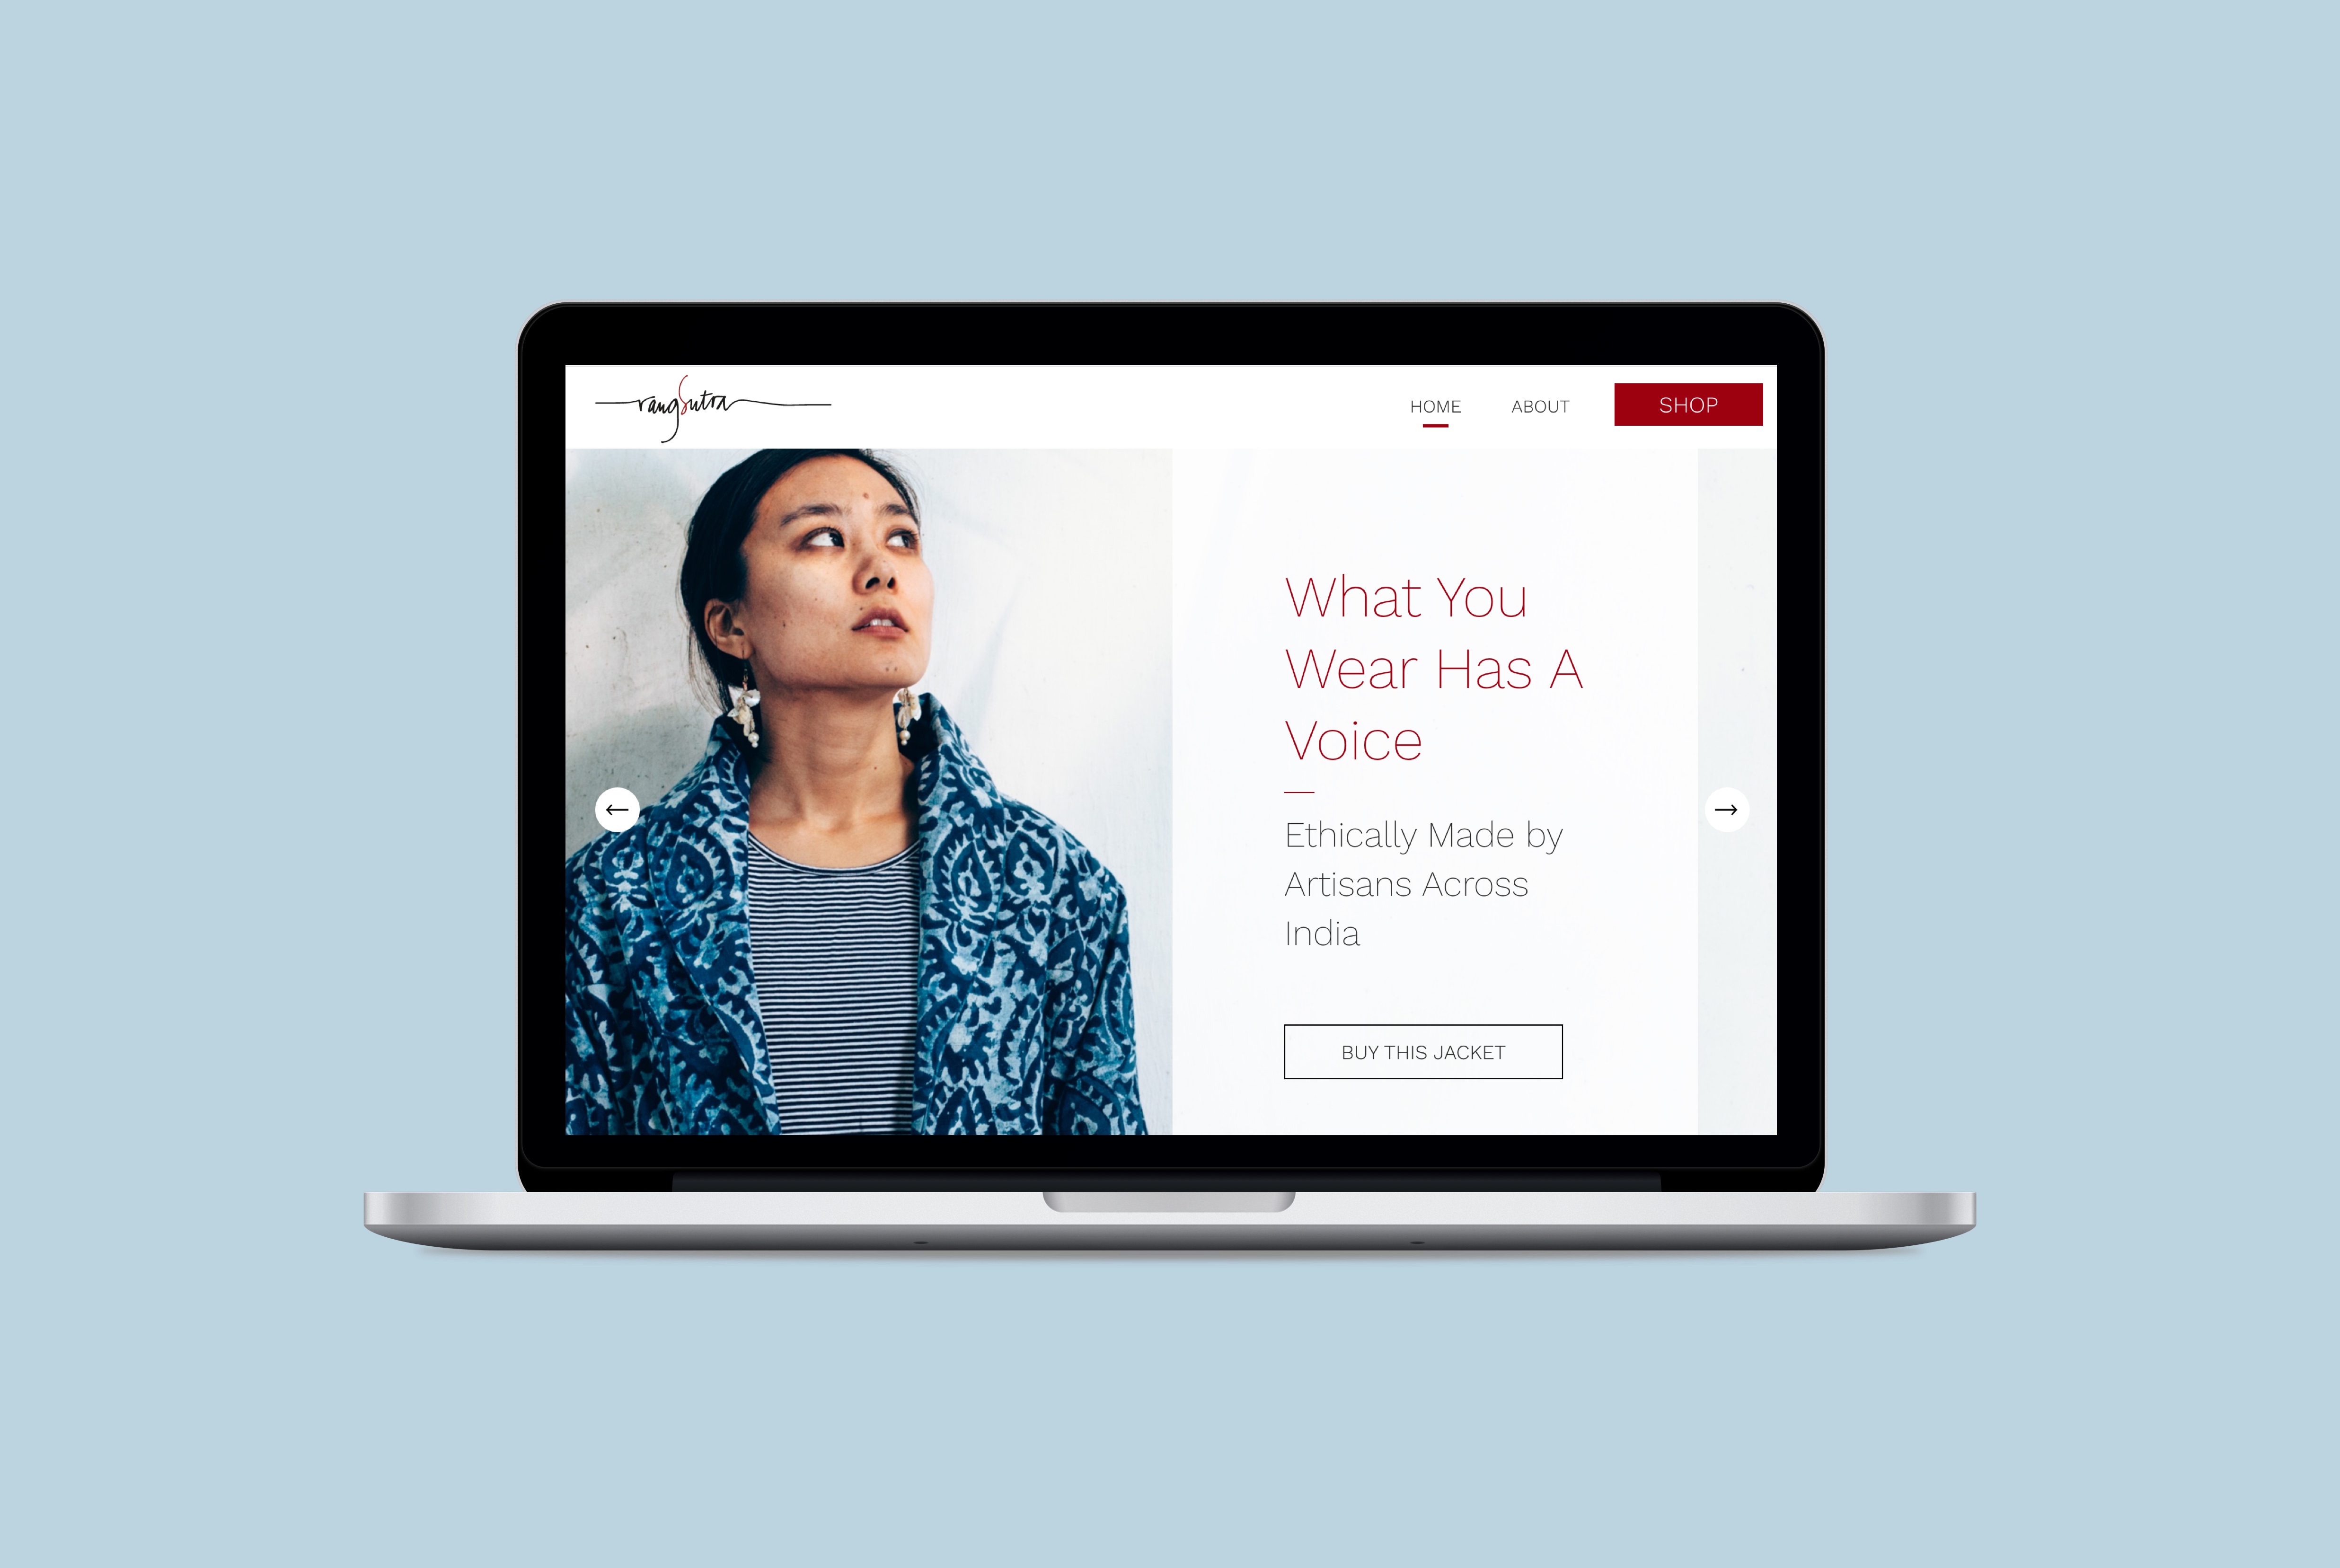 rangSutra
HOME
ABOUT
SHOP
What You
Wear Has A
Voice
Ethically Made by
Artisans Across
India
BUY THIS JACKET